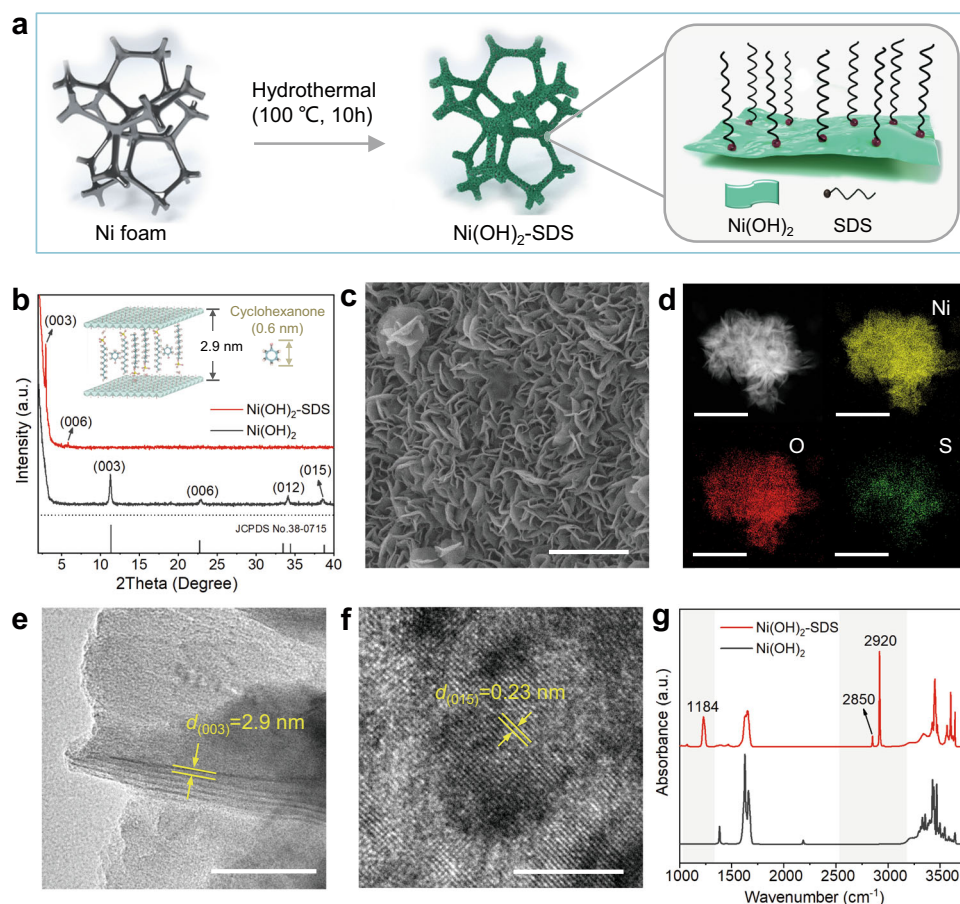 a
Hydrothermal
(100 ℃, 10h)
Ni foam
Ni(OH)₂-SDS
Ni(OH)₂
SDS
b
(003)
2.9 nm
Cyclohexanone
(0.6 nm)
(006)
Ni(OH)₂-SDS
Ni(OH)₂
(003)
(006)
(012)
(015)
JCPDS No.38-0715
Intensity (a.u.)
5 10 15 20 25 30 35 40
2Theta (Degree)
c
d
Ni
O
S
e
d(003)=2.9 nm
f
d(015)=0.23 nm
g
Ni(OH)₂-SDS
Ni(OH)₂
2920
2850
1184
Absorbance (a.u.)
1000 1500 2000 2500 3000 3500
Wavenumber (cm⁻¹)